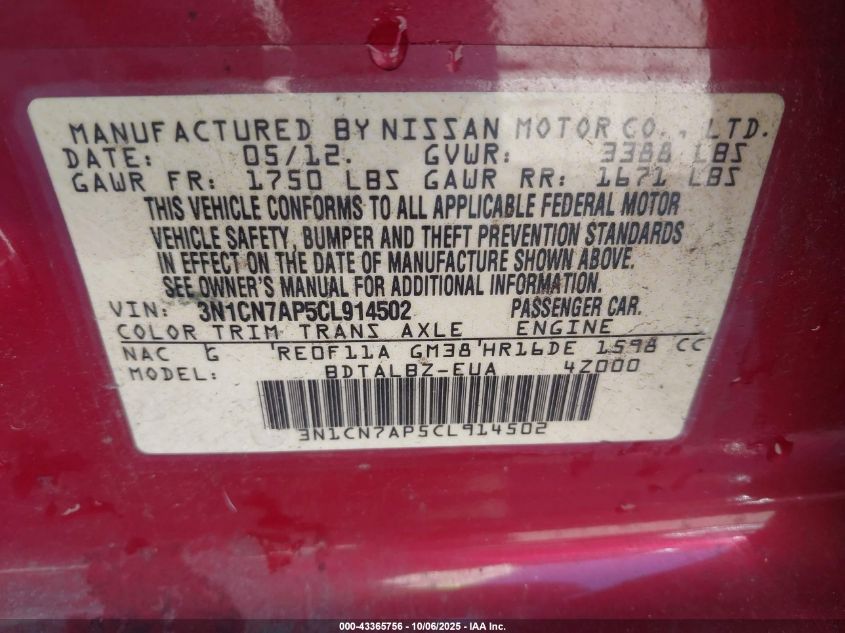 MANUFACTURED BY NISSAN MOTOR CO., LTD.
DATE: 05/12. GVWR: 3388 LBS
GAWR FR: 1750 LBS GAWR RR: 1671 LBS
THIS VEHICLE CONFORMS TO ALL APPLICABLE FEDERAL MOTOR
VEHICLE SAFETY, BUMPER AND THEFT PREVENTION STANDARDS
IN EFFECT ON THE DATE OF MANUFACTURE SHOWN ABOVE.
SEE OWNER'S MANUAL FOR ADDITIONAL INFORMATION.
VIN: 3N1CN7AP5CL914502 PASSENGER CAR.
COLOR TRIM TRANS AXLE ENGINE
NAC G RE0F11A GM38 HR16DE 1598 CC
MODEL: BDTALBZ-EUA 4Z000
3N1CN7AP5CL914502
000-43365756 - 10/06/2025 - IAA Inc.